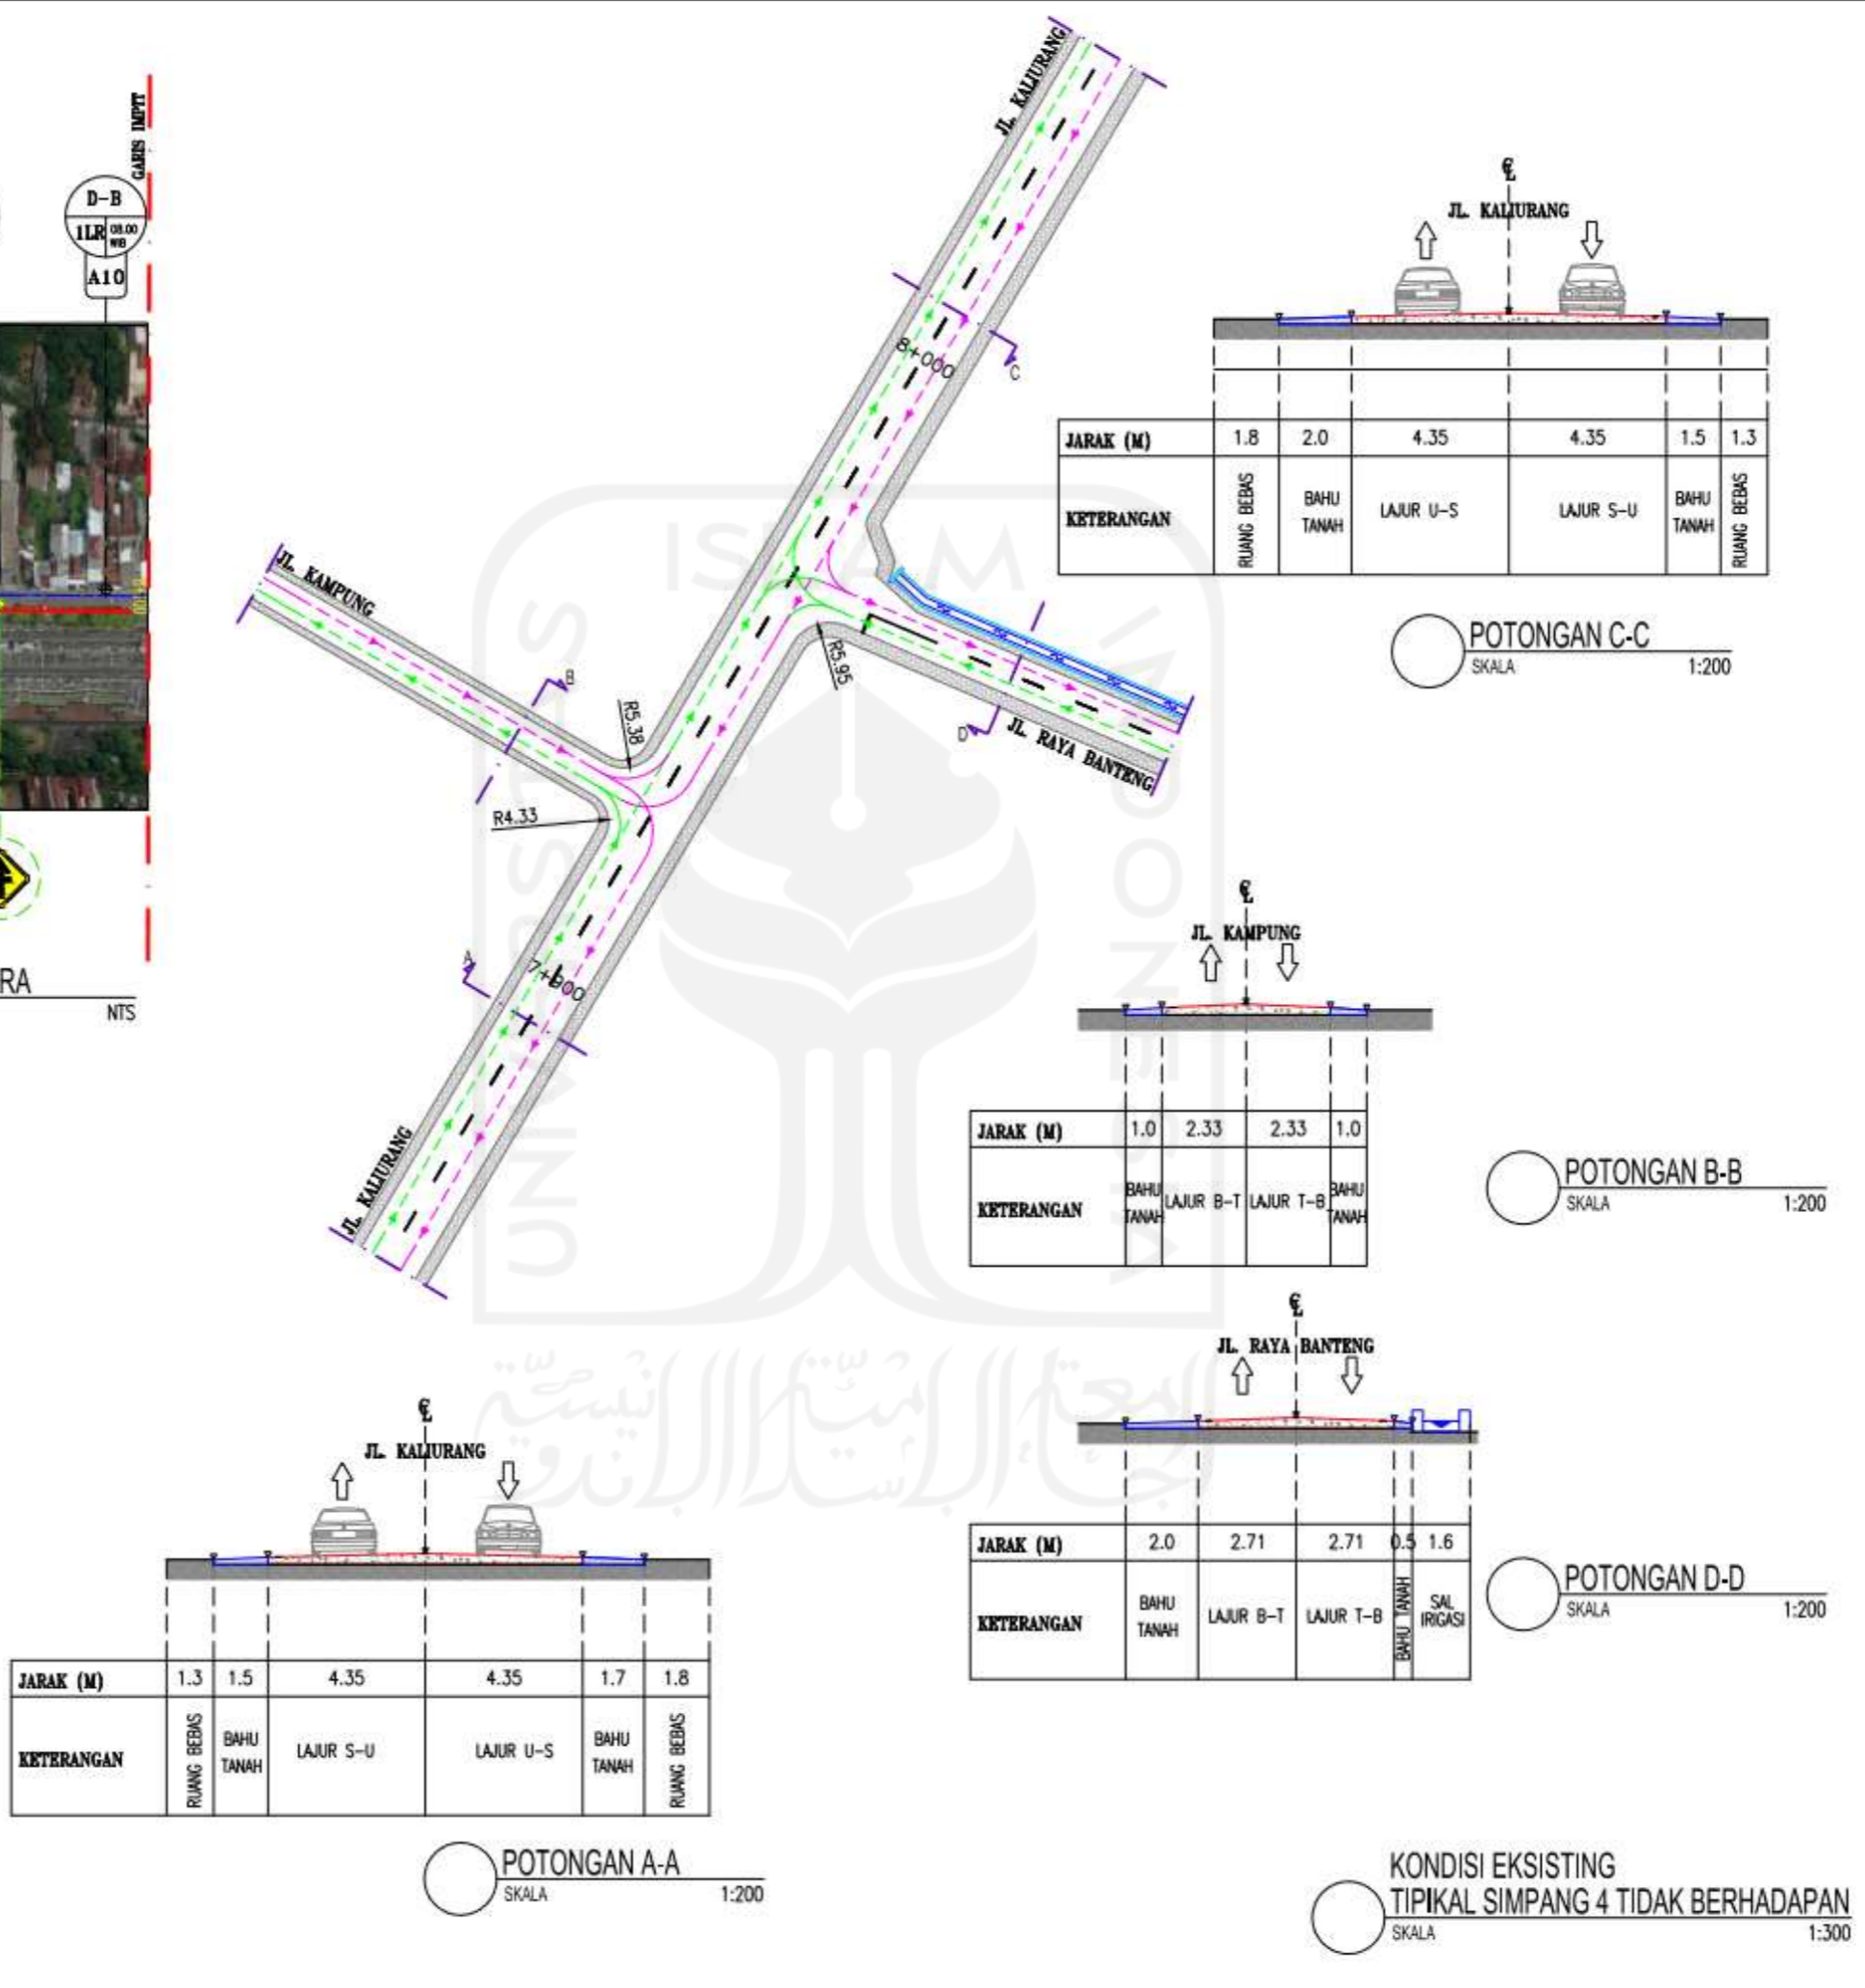 GARIS IMPIT
D-B
1LR 08.00 WIB
A10
RA
NTS
JL. KALIURANG
8+000
C
JL. KAMPUNG
B
R5.38
R5.95
D
JL. RAYA BANTENG
R4.33
A
JL. KALIURANG
JL. KALIURANG
JARAK (M) 1.8 2.0 4.35 4.35 1.5 1.3
KETERANGAN RUANG BEBAS BAHU TANAH LAJUR U-S LAJUR S-U BAHU TANAH RUANG BEBAS
POTONGAN C-C
SKALA 1:200
JL. KAMPUNG
JARAK (M) 1.0 2.33 2.33 1.0
KETERANGAN BAHU TANAH LAJUR B-T LAJUR T-B BAHU TANAH
POTONGAN B-B
SKALA 1:200
JL. RAYA BANTENG
JARAK (M) 2.0 2.71 2.71 0.5 1.6
KETERANGAN BAHU TANAH LAJUR B-T LAJUR T-B BAHU TANAH SAL IRIGASI
POTONGAN D-D
SKALA 1:200
JL. KALIURANG
JARAK (M) 1.3 1.5 4.35 4.35 1.7 1.8
KETERANGAN RUANG BEBAS BAHU TANAH LAJUR S-U LAJUR U-S BAHU TANAH RUANG BEBAS
POTONGAN A-A
SKALA 1:200
KONDISI EKSISTING
TIPIKAL SIMPANG 4 TIDAK BERHADAPAN
SKALA 1:300
UNIVERSITAS
ISLAM
INDONESIA